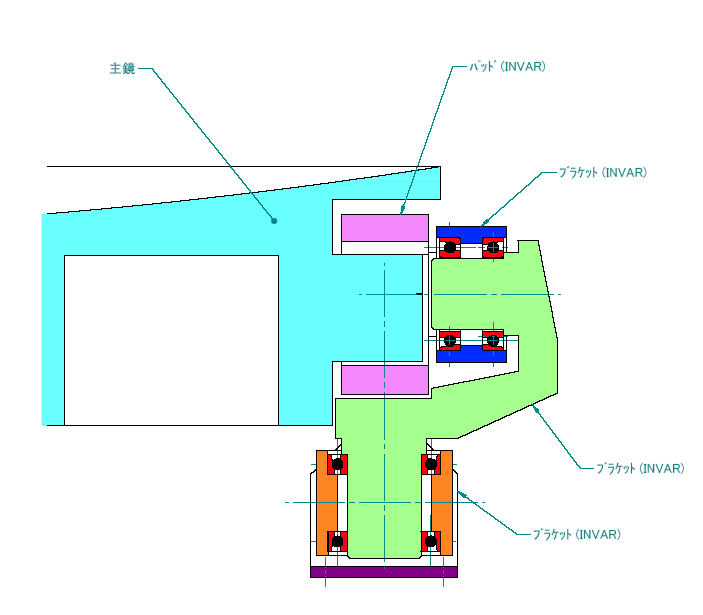 主鏡
ﾊﾟｯﾄﾞ (INVAR)
ﾌﾞﾗｹｯﾄ (INVAR)
ﾌﾞﾗｹｯﾄ (INVAR)
ﾌﾞﾗｹｯﾄ (INVAR)